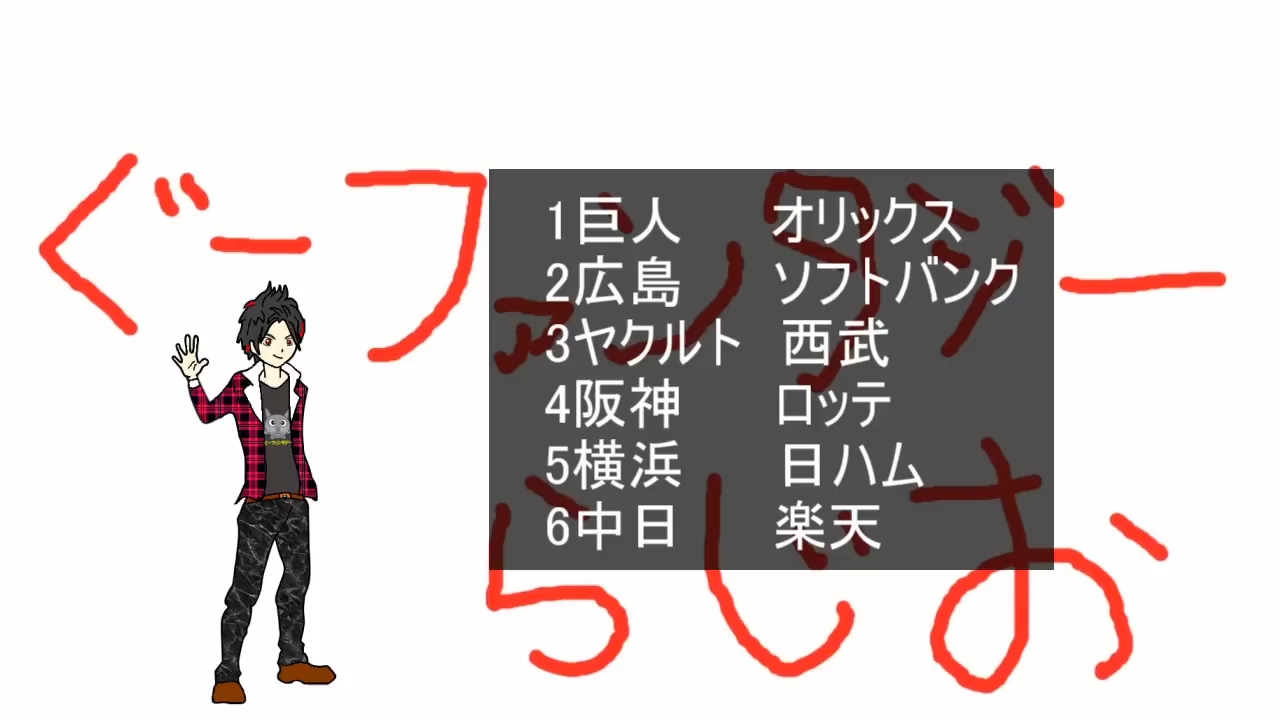 ぐーファンタジー
らじお
1巨人 オリックス
2広島 ソフトバンク
3ヤクルト 西武
4阪神 ロッテ
5横浜 日ハム
6中日 楽天